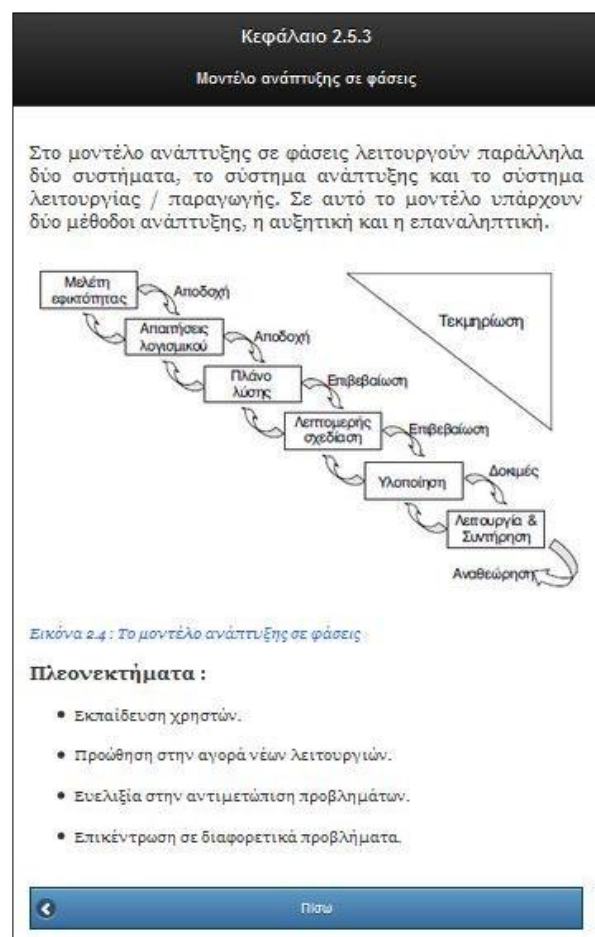 Κεφάλαιο 2.5.3
Μοντέλο ανάπτυξης σε φάσεις
Στο μοντέλο ανάπτυξης σε φάσεις λειτουργούν παράλληλα
δύο συστήματα, το σύστημα ανάπτυξης και το σύστημα
λειτουργίας / παραγωγής. Σε αυτό το μοντέλο υπάρχουν
δύο μέθοδοι ανάπτυξης, η αυξητική και η επαναληπτική.
Μελέτη
εφικτότητας
Αποδοχή
Απαιτήσεις
λογισμικού
Αποδοχή
Τεκμηρίωση
Πλάνο
λύσης
Επιβεβαίωση
Λεπτομερής
σχεδίαση
Επιβεβαίωση
Υλοποίηση
Δοκιμές
Λειτουργία &
Συντήρηση
Αναθεώρηση
Εικόνα 2.4 : Το μοντέλο ανάπτυξης σε φάσεις
Πλεονεκτήματα :
• Εκπαίδευση χρηστών.
• Προώθηση στην αγορά νέων λειτουργιών.
• Ευελιξία στην αντιμετώπιση προβλημάτων.
• Επικέντρωση σε διαφορετικά προβλήματα.
Πίσω